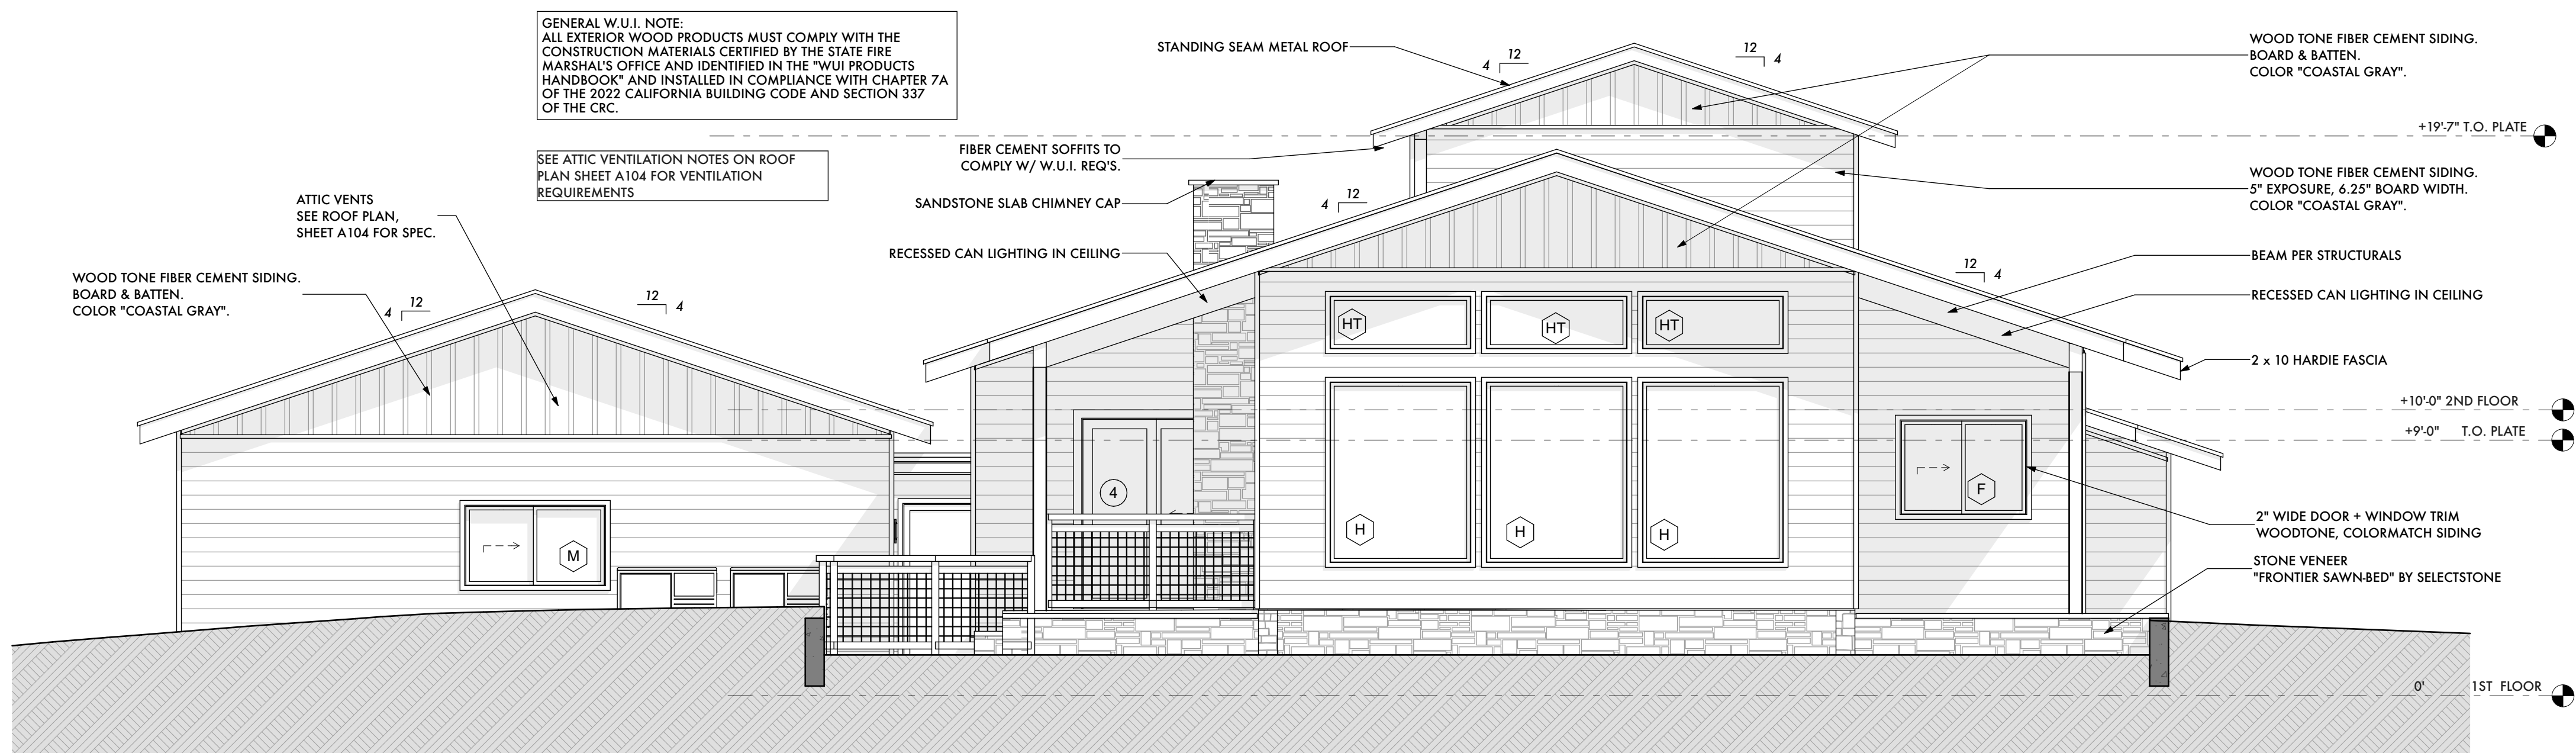 GENERAL W.U.I. NOTE:
ALL EXTERIOR WOOD PRODUCTS MUST COMPLY WITH THE
CONSTRUCTION MATERIALS CERTIFIED BY THE STATE FIRE
MARSHAL'S OFFICE AND IDENTIFIED IN THE "WUI PRODUCTS
HANDBOOK" AND INSTALLED IN COMPLIANCE WITH CHAPTER 7A
OF THE 2022 CALIFORNIA BUILDING CODE AND SECTION 337
OF THE CRC.
SEE ATTIC VENTILATION NOTES ON ROOF
PLAN SHEET A104 FOR VENTILATION
REQUIREMENTS
ATTIC VENTS
SEE ROOF PLAN,
SHEET A104 FOR SPEC.
WOOD TONE FIBER CEMENT SIDING.
BOARD & BATTEN.
COLOR "COASTAL GRAY".
12
4
12
4
STANDING SEAM METAL ROOF
12
4
12
4
FIBER CEMENT SOFFITS TO
COMPLY W/ W.U.I. REQ'S.
SANDSTONE SLAB CHIMNEY CAP
12
4
RECESSED CAN LIGHTING IN CEILING
12
4
WOOD TONE FIBER CEMENT SIDING.
BOARD & BATTEN.
COLOR "COASTAL GRAY".
+19'-7" T.O. PLATE
WOOD TONE FIBER CEMENT SIDING.
5" EXPOSURE, 6.25" BOARD WIDTH.
COLOR "COASTAL GRAY".
BEAM PER STRUCTURALS
RECESSED CAN LIGHTING IN CEILING
2 x 10 HARDIE FASCIA
+10'-0" 2ND FLOOR
+9'-0" T.O. PLATE
2" WIDE DOOR + WINDOW TRIM
WOODTONE, COLORMATCH SIDING
STONE VENEER
"FRONTIER SAWN-BED" BY SELECTSTONE
0' 1ST FLOOR
HT
HT
HT
4
F
H
H
H
M